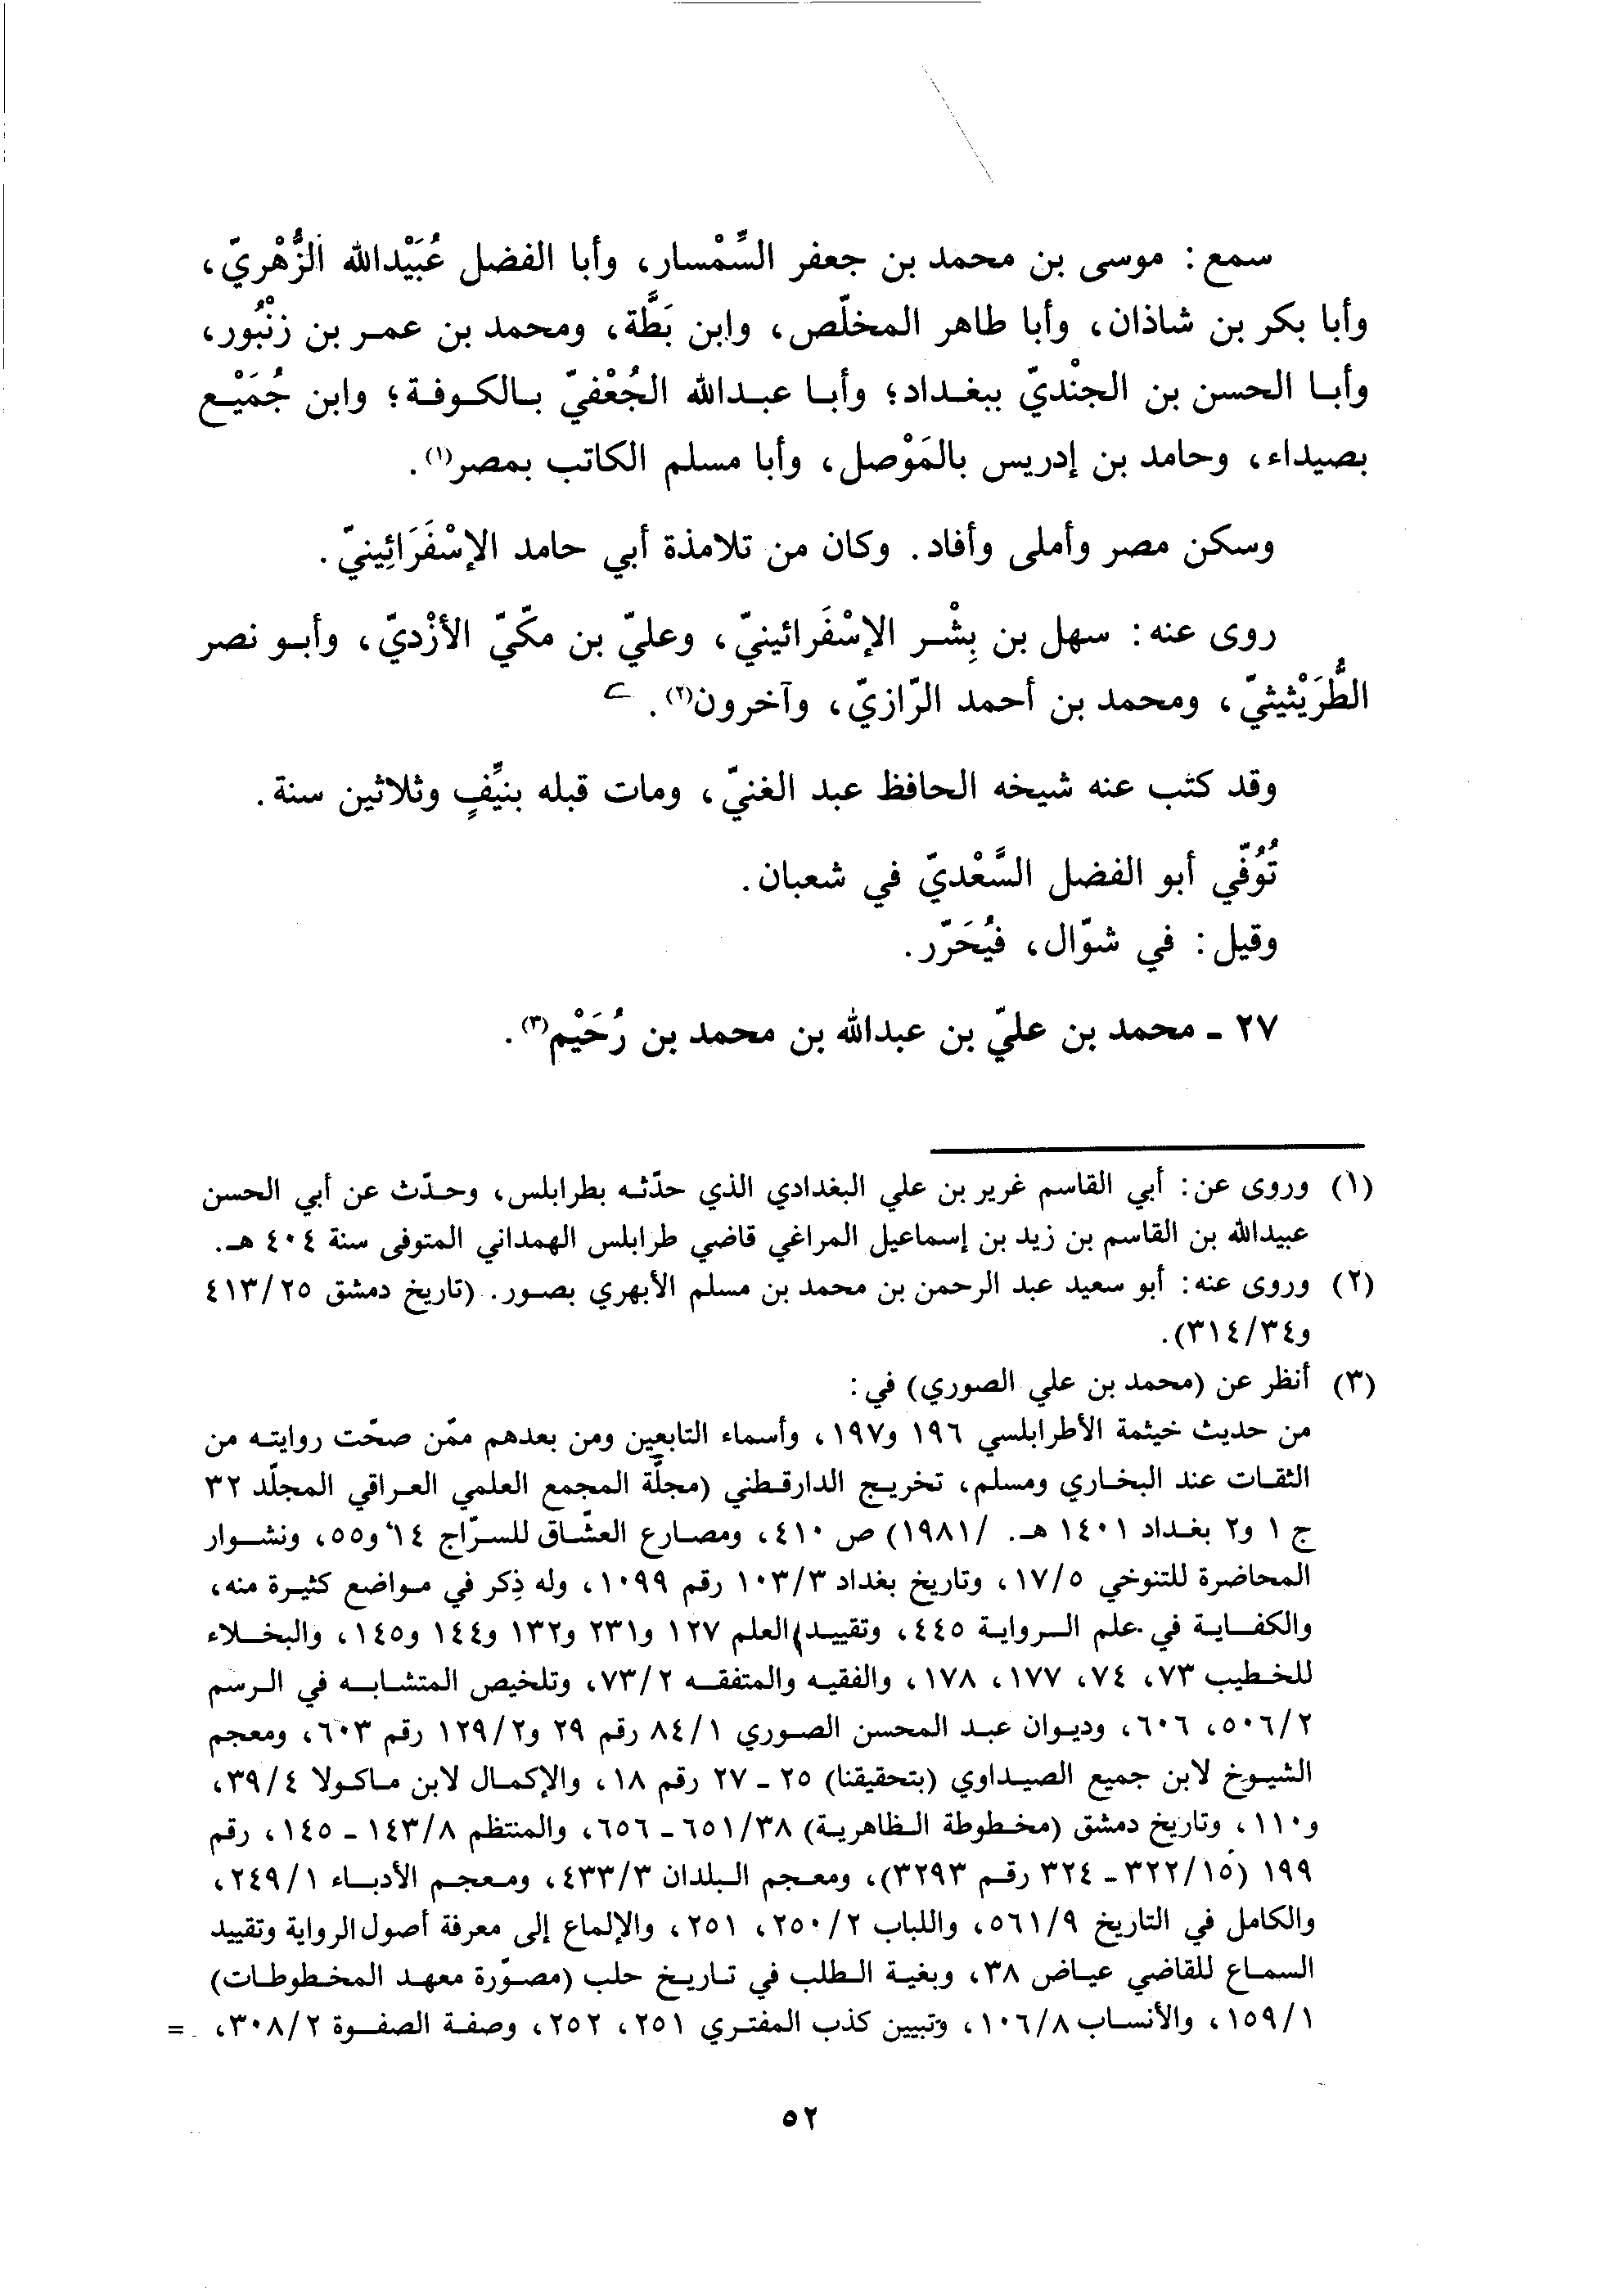 سمع: موسى بن محمد بن جعفر السِّمْسار، وأبا الفضل عُبَيْدالله الزُّهْريّ،
وأبا بكر بن شاذان، وأبا طاهر المخلّص، وابن بَطَّة، ومحمد بن عمر بن زنْبُور،
وأبا الحسن بن الجنْديّ ببغداد؛ وأبا عبدالله الجُعْفيّ بالكوفة؛ وابن جُمَيْع
بصيداء، وحامد بن إدريس بالمَوْصل، وأبا مسلم الكاتب بمصر(١).
وسكن مصر وأملى وأفاد. وكان من تلامذة أبي حامد الإسْفَرَائِينيّ.
روى عنه: سهل بن بِشْر الإسْفَرائينيّ، وعليّ بن مكّيّ الأزْديّ، وأبو نصر
الطُّرَيْثيثيّ، ومحمد بن أحمد الرّازيّ، وآخرون(٢).
وقد كتب عنه شيخه الحافظ عبد الغنيّ، ومات قبله بنيِّفٍ وثلاثين سنة.
تُوُفّي أبو الفضل السَّعْديّ في شعبان.
وقيل: في شوّال، فيُحَرّر.
٢٧ - محمد بن عليّ بن عبدالله بن محمد بن رُحَيْم(٣).
(١) وروى عن: أبي القاسم غرير بن علي البغدادي الذي حدّثه بطرابلس، وحدّث عن أبي الحسن
عبيدالله بن القاسم بن زيد بن إسماعيل المراغي قاضي طرابلس الهمداني المتوفى سنة ٤٠٤ هـ.
(٢) وروى عنه: أبو سعيد عبد الرحمن بن محمد بن مسلم الأبهري بصور. (تاريخ دمشق ٤١٣/٢٥
و٣١٤/٣٤).
(٣) أنظر عن (محمد بن علي الصوري) في:
من حديث خيثمة الأطرابلسي ١٩٦ و١٩٧، وأسماء التابعين ومن بعدهم ممّن صحّت روايته من
الثقات عند البخاري ومسلم، تخريج الدارقطني (مجلّة المجمع العلمي العراقي المجلّد ٣٢
ج ١ و٢ بغداد ١٤٠١ هـ. /١٩٨١) ص ٤١٠، ومصارع العشّاق للسرّاج ١٤ و٥٥، ونشوار
المحاضرة للتنوخي ١٧/٥، وتاريخ بغداد ١٠٣/٣ رقم ١٠٩٩، وله ذِكر في مواضع كثيرة منه،
والكفاية في علم الرواية ٤٤٥، وتقييد العلم ١٢٧ و٢٣١ و١٣٢ و١٤٤ و١٤٥، والبخلاء
للخطيب ٧٣، ٧٤، ١٧٧، ١٧٨، والفقيه والمتفقه ٧٣/٢، وتلخيص المتشابه في الرسم
٥٠٦/٢، ٦٠٦، وديوان عبد المحسن الصوري ٨٤/١ رقم ٢٩ و١٢٩/٢ رقم ٦٠٣، ومعجم
الشيوخ لابن جميع الصيداوي (بتحقيقنا) ٢٥ - ٢٧ رقم ١٨، والإكمال لابن ماكولا ٣٩/٤،
و١١٠، وتاريخ دمشق (مخطوطة الظاهرية) ٦٥١/٣٨ - ٦٥٦، والمنتظم ١٤٣/٨ - ١٤٥، رقم
١٩٩ (٣٢٢/١٥ - ٣٢٤ رقم ٣٢٩٣)، ومعجم البلدان ٤٣٣/٣، ومعجم الأدباء ٢٤٩/١،
والكامل في التاريخ ٥٦١/٩، واللباب ٢٥٠/٢، ٢٥١، والإلماع إلى معرفة أصول الرواية وتقييد
السماع للقاضي عياض ٣٨، وبغية الطلب في تاريخ حلب (مصوّرة معهد المخطوطات)
١٥٩/١، والأنساب ١٠٦/٨، وتبيين كذب المفتري ٢٥١، ٢٥٢، وصفة الصفوة ٣٠٨/٢، =
٥٢